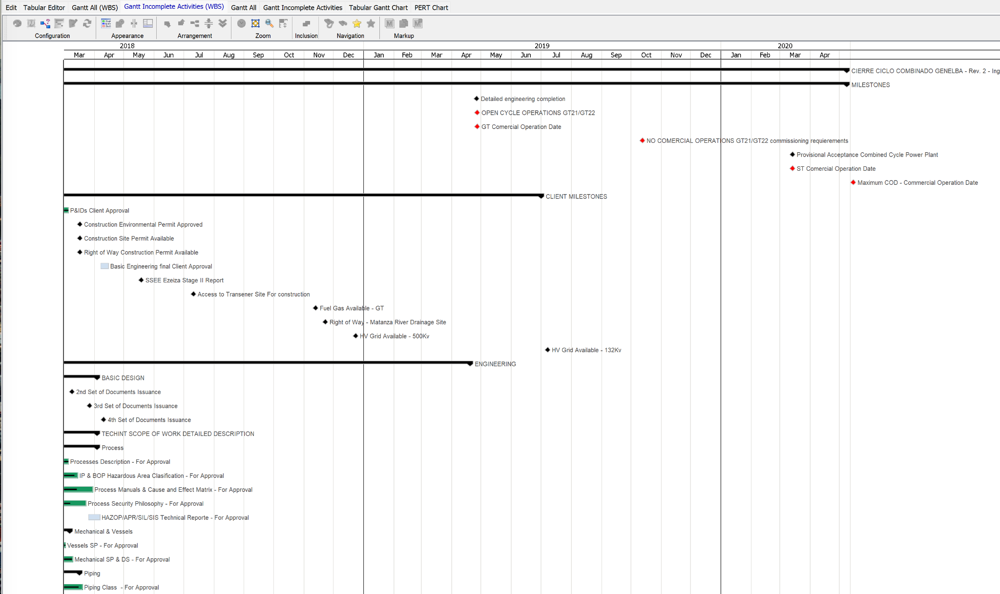 Edit Tabular Editor Gantt All (WBS) Gantt Incomplete Activities (WBS) Gantt All Gantt Incomplete Activities Tabular Gantt Chart PERT Chart
Configuration Appearance Arrangement Zoom Inclusion Navigation Markup
2018 2019 2020
Mar Apr May Jun Jul Aug Sep Oct Nov Dec Jan Feb Mar Apr May Jun Jul Aug Sep Oct Nov Dec Jan Feb Mar Apr
CIERRE CICLO COMBINADO GENELBA - Rev. 2 - Ing
MILESTONES
Detailed engineering completion
OPEN CYCLE OPERATIONS GT21/GT22
GT Comercial Operation Date
NO COMERCIAL OPERATIONS GT21/GT22 commissioning requierements
Provisional Acceptance Combined Cycle Power Plant
ST Comercial Operation Date
Maximum COD - Commercial Operation Date
CLIENT MILESTONES
P&IDs Client Approval
Construction Environmental Permit Approved
Construction Site Permit Available
Right of Way Construction Permit Available
Basic Engineering final Client Approval
SSEE Ezeiza Stage II Report
Access to Transener Site For construction
Fuel Gas Available - GT
Right of Way - Matanza River Drainage Site
HV Grid Available - 500Kv
HV Grid Available - 132Kv
ENGINEERING
BASIC DESIGN
2nd Set of Documents Issuance
3rd Set of Documents Issuance
4th Set of Documents Issuance
TECHINT SCOPE OF WORK DETAILED DESCRIPTION
Process
Processes Description - For Approval
IP & BOP Hazardous Area Clasification - For Approval
Process Manuals & Cause and Effect Matrix - For Approval
Process Security Philosophy - For Approval
HAZOP/APR/SIL/SIS Technical Reporte - For Approval
Mechanical & Vessels
Vessels SP - For Approval
Mechanical SP & DS - For Approval
Piping
Piping Class - For Approval